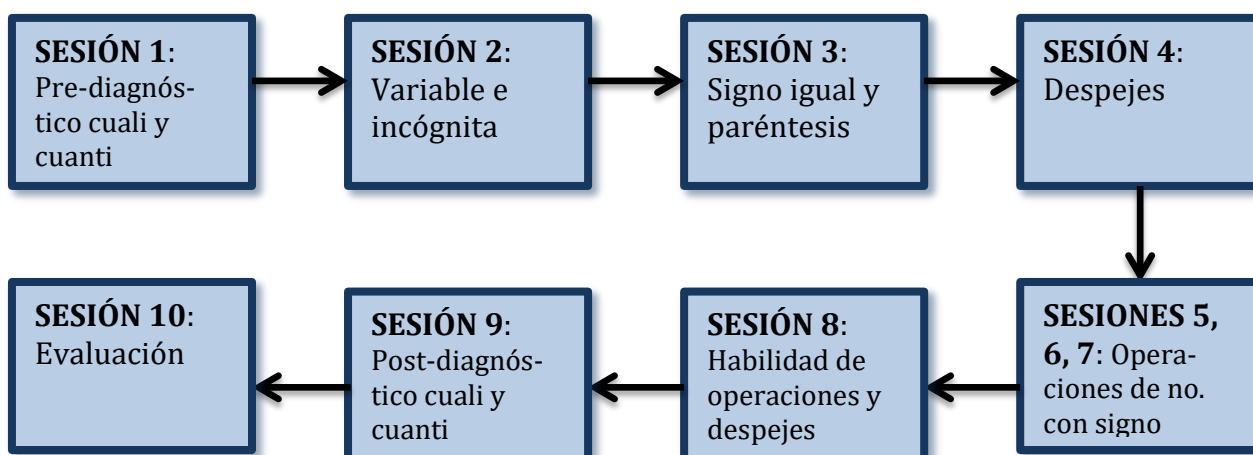 SESIÓN 1:
Pre-diagnós-
tico cuali y
cuanti
SESIÓN 2:
Variable e
incógnita
SESIÓN 3:
Signo igual y
paréntesis
SESIÓN 4:
Despejes
SESIONES 5,
6, 7: Opera-
ciones de no.
con signo
SESIÓN 8:
Habilidad de
operaciones y
despejes
SESIÓN 9:
Post-diagnós-
tico cuali y
cuanti
SESIÓN 10:
Evaluación